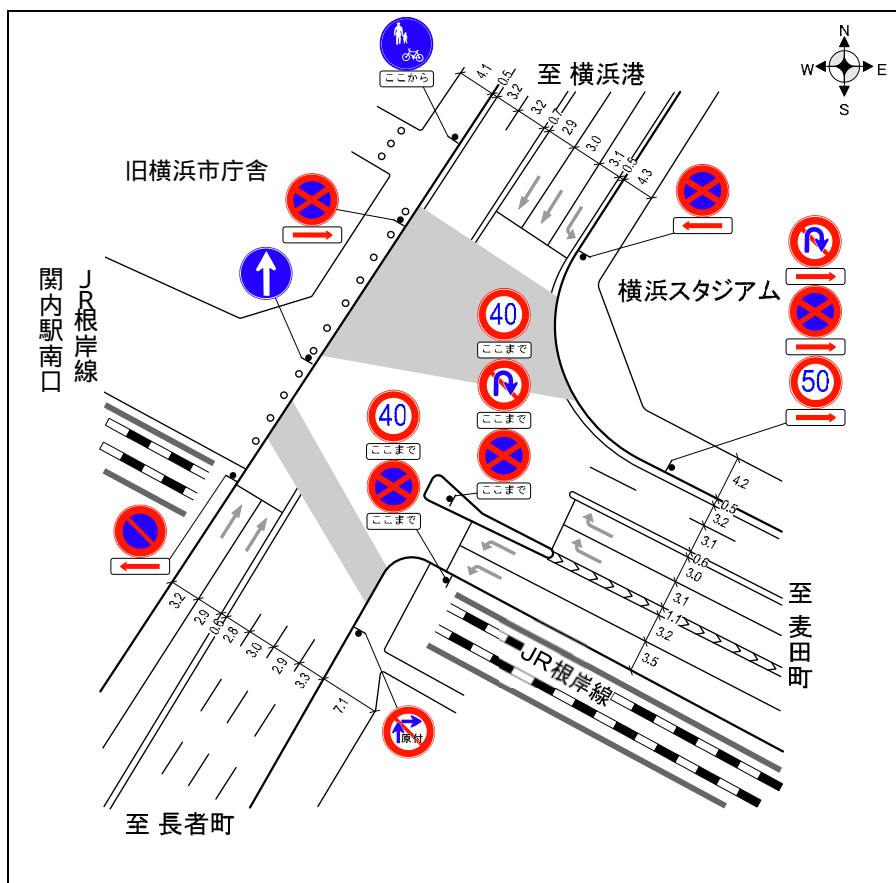 N
W E
S
ここから
至 横浜港
4.1
0.5
3.2
3.2
0.7
2.9
3.0
3.1
0.5
4.3
旧横浜市庁舎
横浜スタジアム
JR根岸線
関内駅南口
40
ここまで
ここまで
ここまで
50
40
ここまで
ここまで
4.2
0.5
3.2
3.1
0.6
3.0
3.1
1.1
3.2
3.5
3.2
2.9
0.6
2.8
3.0
2.9
3.3
7.1
至 麦田町
JR根岸線
原付
至 長者町